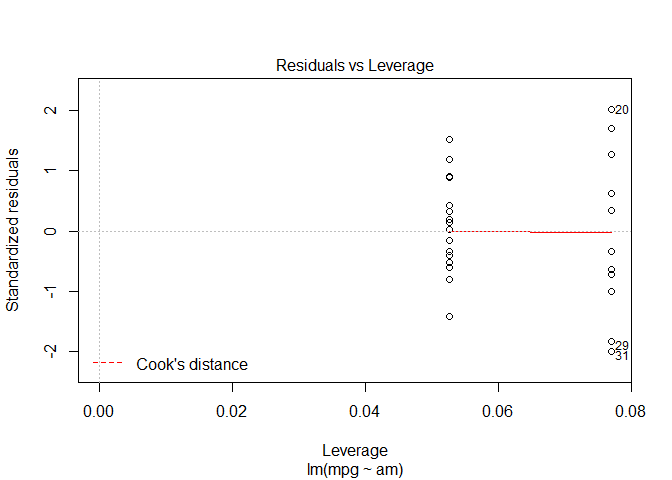 Residuals vs Leverage
Standardized residuals
2
1
0
-1
-2
20
29
31
Cook's distance
0.00
0.02
0.04
0.06
0.08
Leverage
lm(mpg ~ am)